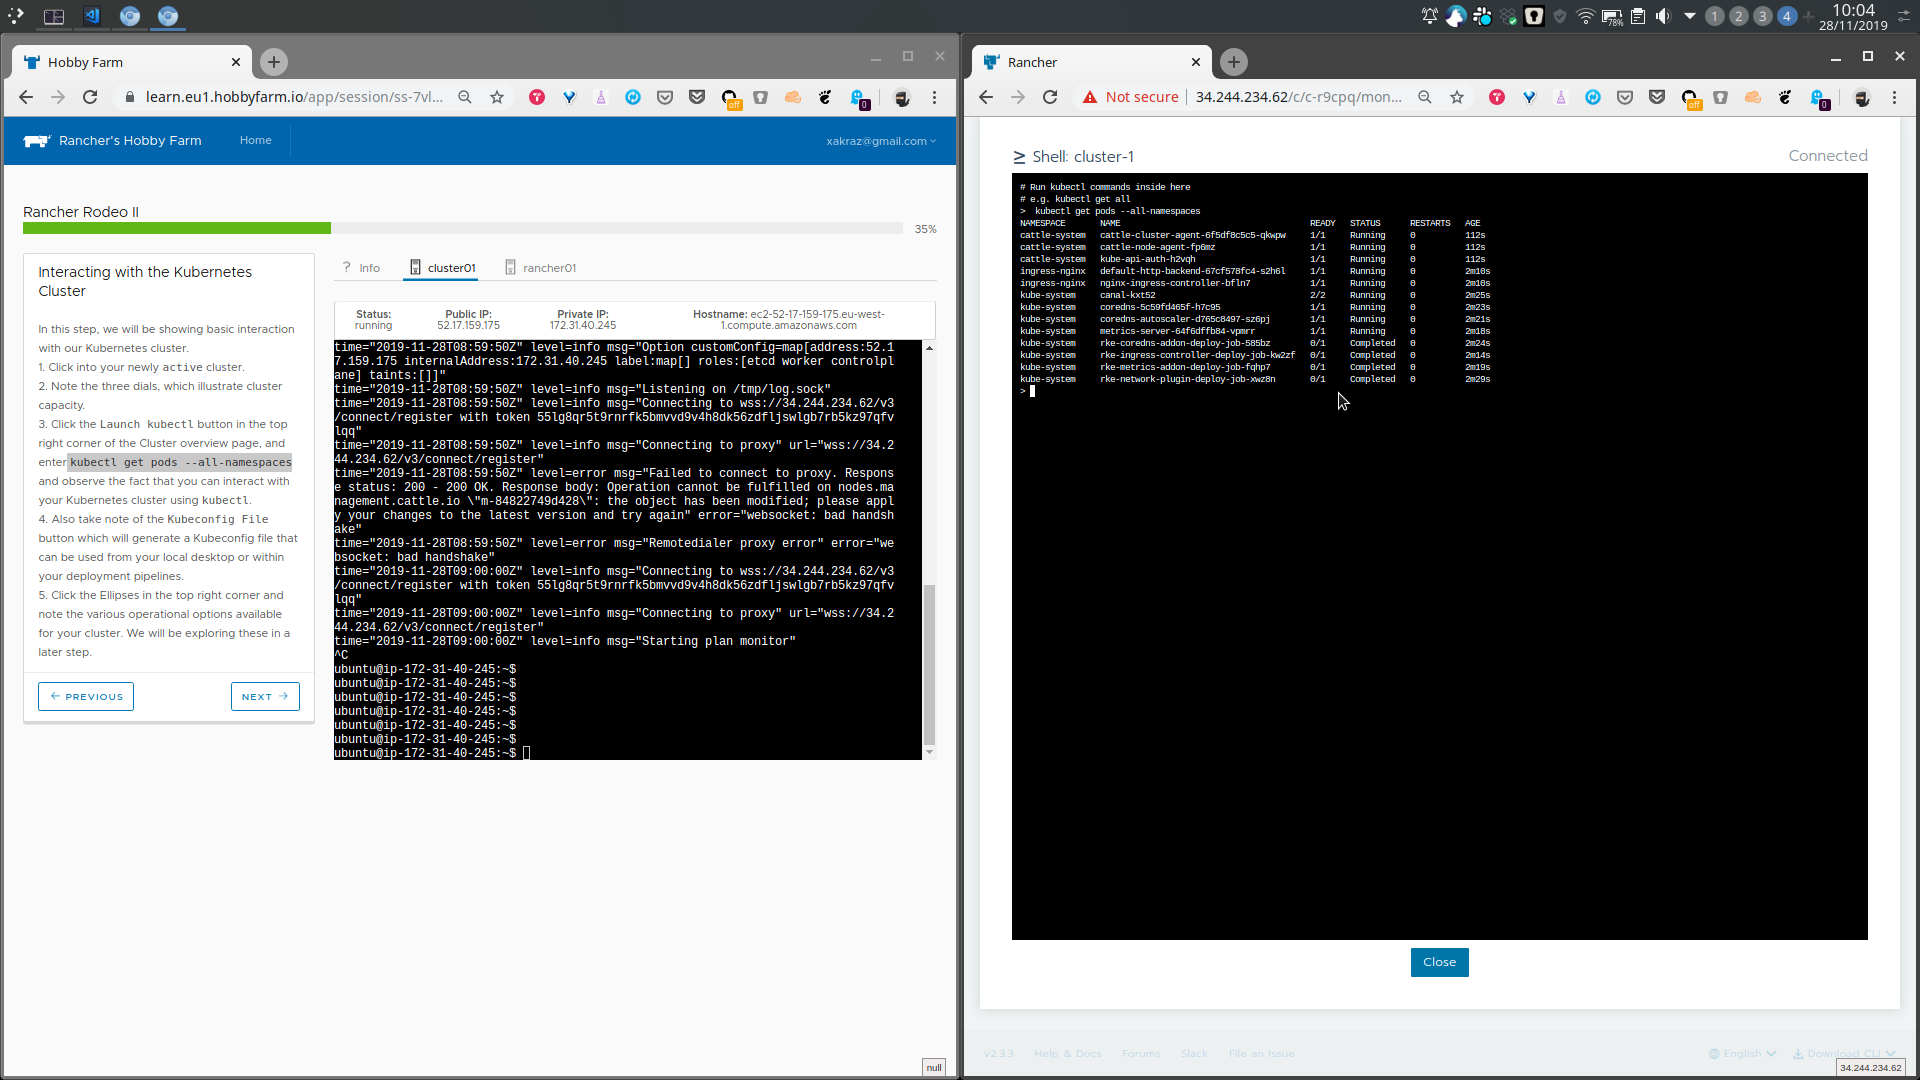 78%
1 2 3 4
10:04
28/11/2019
Hobby Farm
learn.eu1.hobbyfarm.io/app/session/ss-7vl...
off
0
Rancher's Hobby Farm
Home
xakraz@gmail.com
Rancher Rodeo II
35%
Interacting with the Kubernetes
Cluster
In this step, we will be showing basic interaction
with our Kubernetes cluster.
1. Click into your newly active cluster.
2. Note the three dials, which illustrate cluster
capacity.
3. Click the Launch kubectl button in the top
right corner of the Cluster overview page, and
enter kubectl get pods --all-namespaces
and observe the fact that you can interact with
your Kubernetes cluster using kubectl.
4. Also take note of the Kubeconfig File
button which will generate a Kubeconfig file that
can be used from your local desktop or within
your deployment pipelines.
5. Click the Ellipses in the top right corner and
note the various operational options available
for your cluster. We will be exploring these in a
later step.
PREVIOUS
NEXT
? Info
cluster01
rancher01
Status:
running
Public IP:
52.17.159.175
Private IP:
172.31.40.245
Hostname: ec2-52-17-159-175.eu-west-
1.compute.amazonaws.com
time="2019-11-28T08:59:50Z" level=info msg="Option customConfig=map[address:52.1
7.159.175 internalAddress:172.31.40.245 label:map[] roles:[etcd worker controlpl
ane] taints:[]]"
time="2019-11-28T08:59:50Z" level=info msg="Listening on /tmp/log.sock"
time="2019-11-28T08:59:50Z" level=info msg="Connecting to wss://34.244.234.62/v3
/connect/register with token 55lg8qr5t9rnrfk5bmvvd9v4h8dk56zdfljswlgb7rb5kz97qfv
lqq"
time="2019-11-28T08:59:50Z" level=info msg="Connecting to proxy" url="wss://34.2
44.234.62/v3/connect/register"
time="2019-11-28T08:59:50Z" level=error msg="Failed to connect to proxy. Respons
e status: 200 - 200 OK. Response body: Operation cannot be fulfilled on nodes.ma
nagement.cattle.io \"m-84822749d428\": the object has been modified; please appl
y your changes to the latest version and try again" error="websocket: bad handsh
ake"
time="2019-11-28T08:59:50Z" level=error msg="Remotedialer proxy error" error="we
bsocket: bad handshake"
time="2019-11-28T09:00:00Z" level=info msg="Connecting to wss://34.244.234.62/v3
/connect/register with token 55lg8qr5t9rnrfk5bmvvd9v4h8dk56zdfljswlgb7rb5kz97qfv
lqq"
time="2019-11-28T09:00:00Z" level=info msg="Connecting to proxy" url="wss://34.2
44.234.62/v3/connect/register"
time="2019-11-28T09:00:00Z" level=info msg="Starting plan monitor"
^C
ubuntu@ip-172-31-40-245:~$
ubuntu@ip-172-31-40-245:~$
ubuntu@ip-172-31-40-245:~$
ubuntu@ip-172-31-40-245:~$
ubuntu@ip-172-31-40-245:~$
ubuntu@ip-172-31-40-245:~$
ubuntu@ip-172-31-40-245:~$
null
Rancher
Not secure
34.244.234.62/c/c-r9cpq/mon...
off
0
Shell: cluster-1
Connected
# Run kubectl commands inside here
# e.g. kubectl get all
> kubectl get pods --all-namespaces
NAMESPACE NAME READY STATUS RESTARTS AGE
cattle-system cattle-cluster-agent-6f5df8c5c5-qkwpw 1/1 Running 0 112s
cattle-system cattle-node-agent-fp6mz 1/1 Running 0 112s
cattle-system kube-api-auth-h2vqh 1/1 Running 0 112s
ingress-nginx default-http-backend-67cf578fc4-s2h6l 1/1 Running 0 2m10s
ingress-nginx nginx-ingress-controller-bfln7 1/1 Running 0 2m10s
kube-system canal-kxt52 2/2 Running 0 2m25s
kube-system coredns-5c59fd465f-h7c95 1/1 Running 0 2m23s
kube-system coredns-autoscaler-d765c8497-sz6pj 1/1 Running 0 2m21s
kube-system metrics-server-64f6dffb84-vpmrr 1/1 Running 0 2m18s
kube-system rke-coredns-addon-deploy-job-585bz 0/1 Completed 0 2m24s
kube-system rke-ingress-controller-deploy-job-kw2zf 0/1 Completed 0 2m14s
kube-system rke-metrics-addon-deploy-job-fqhp7 0/1 Completed 0 2m19s
kube-system rke-network-plugin-deploy-job-xwz8n 0/1 Completed 0 2m29s
>
Close
v2.3.3
Help & Docs
Forums
Slack
File an Issue
English
Download CLI
34.244.234.62